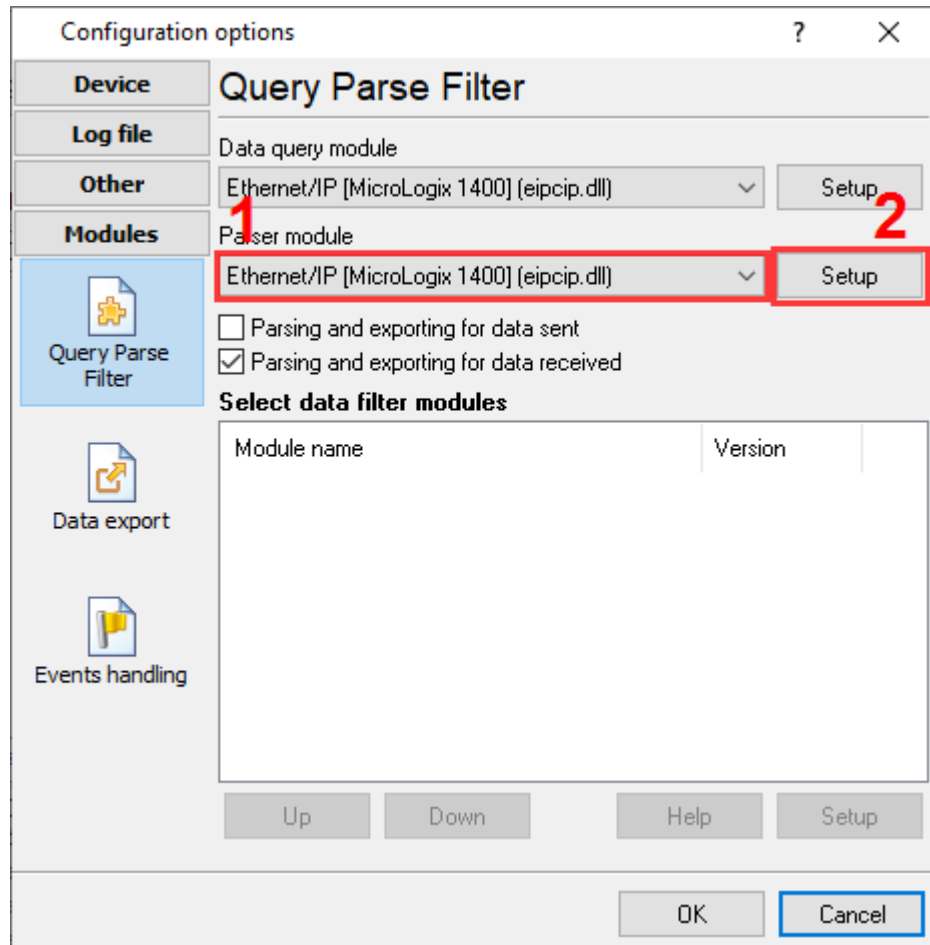 Configuration options
?
Device
Log file
Other
Modules
Query Parse
Filter
Data export
Events handling
Query Parse Filter
Data query module
Ethernet/IP [MicroLogix 1400] (eipcip.dll)
Setup
1
2
Parser module
Ethernet/IP [MicroLogix 1400] (eipcip.dll)
Setup
Parsing and exporting for data sent
Parsing and exporting for data received
Select data filter modules
Module name Version
Up Down Help Setup
OK Cancel